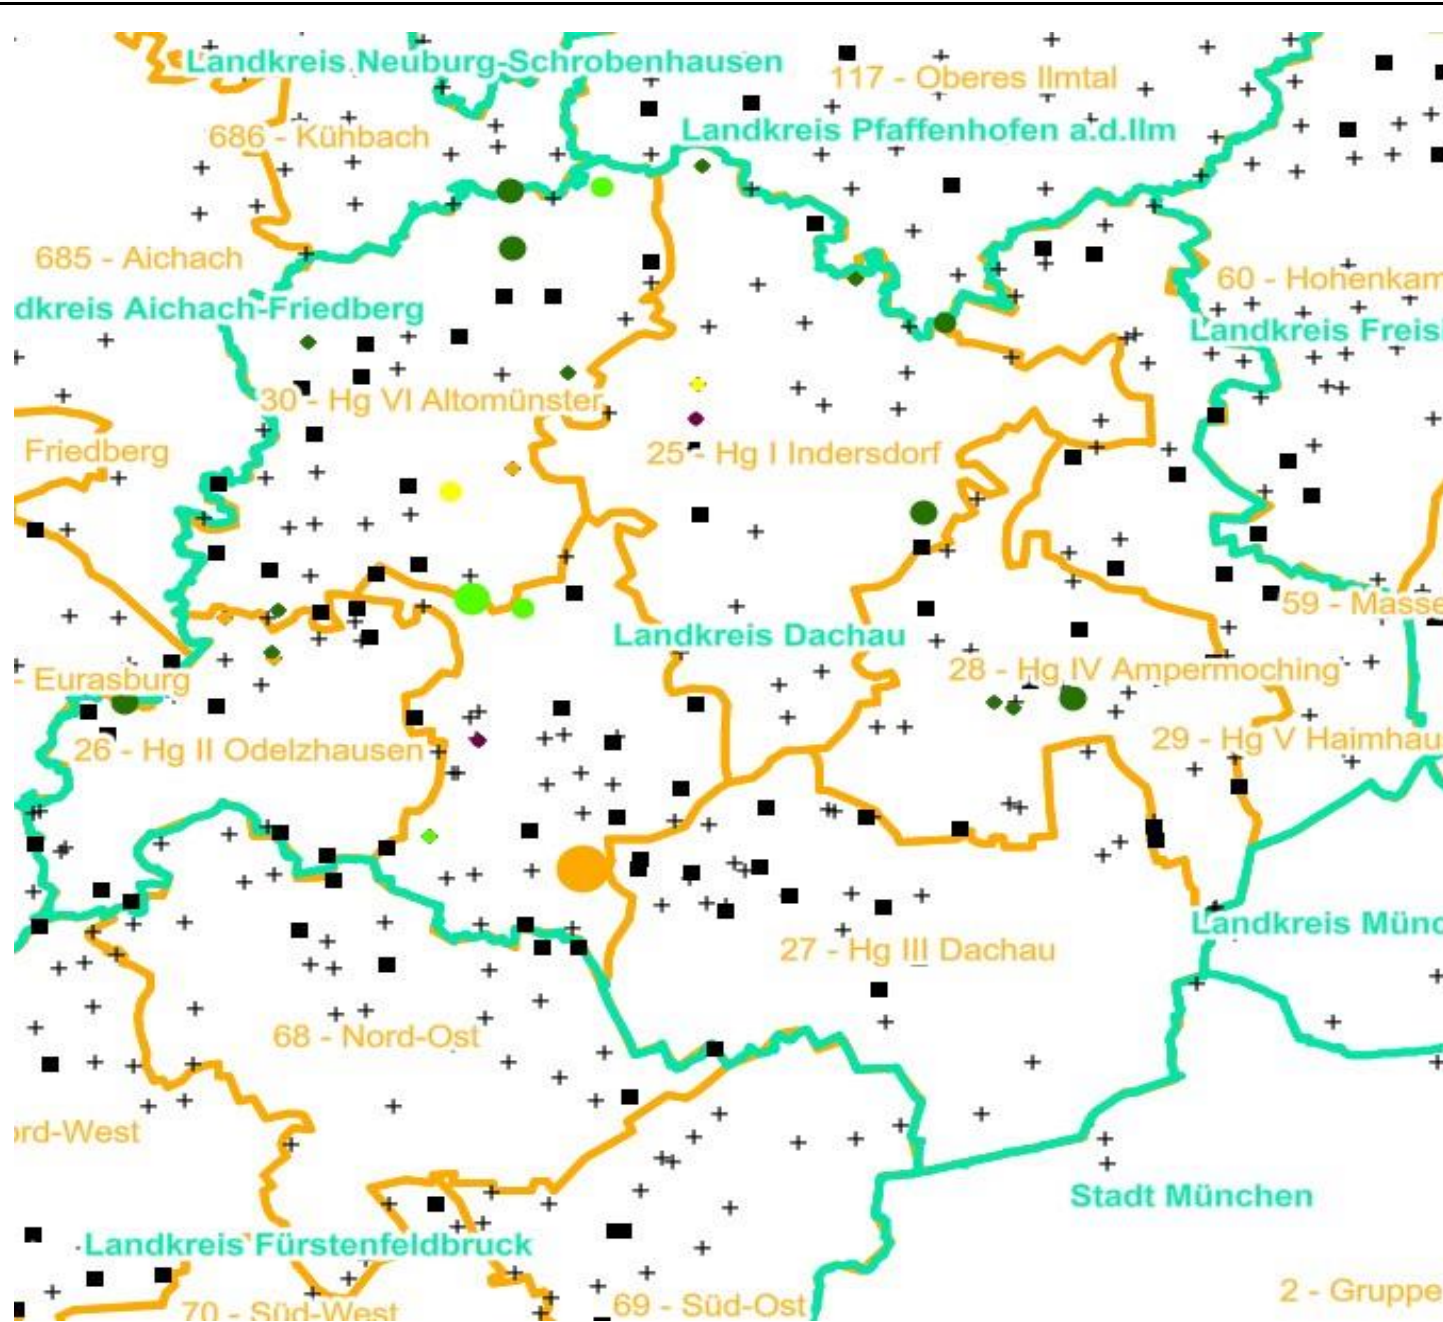 Landkreis Neuburg-Schrobenhausen
117 - Oberes Ilmtal
686 - Kühbach
Landkreis Pfaffenhofen a.d.Ilm
685 - Aichach
60 - Hohenkam
dkreis Aichach-Friedberg
Landkreis Freisi
30 - Hg VI Altomünster
Friedberg
25 - Hg I Indersdorf
59 - Masse
Landkreis Dachau
28 - Hg IV Ampermoching
- Eurasburg
29 - Hg V Haimhau
26 - Hg II Odelzhausen
Landkreis Münc
27 - Hg III Dachau
68 - Nord-Ost
ord-West
Stadt München
Landkreis Fürstenfeldbruck
2 - Gruppe
69 - Süd-Ost
70 - Süd-West